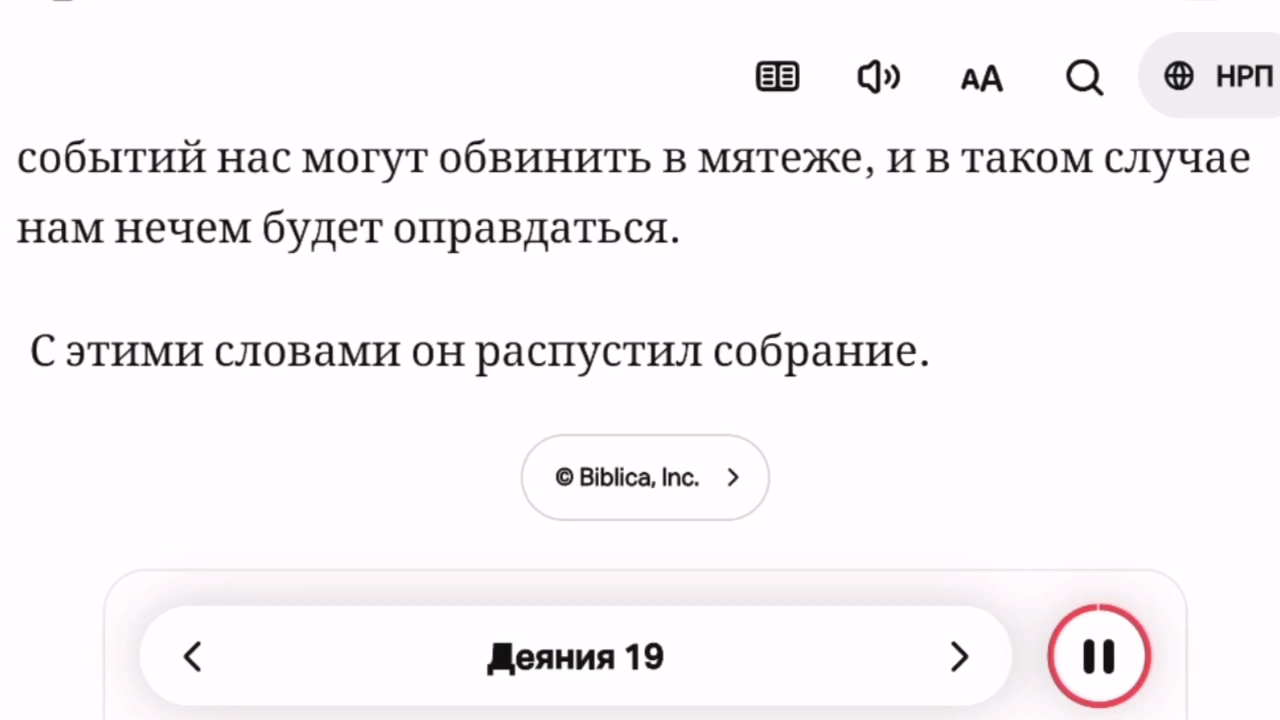 AA
НРП
событий нас могут обвинить в мятеже, и в таком случае
нам нечем будет оправдаться.
С этими словами он распустил собрание.
© Biblica, Inc.
Деяния 19